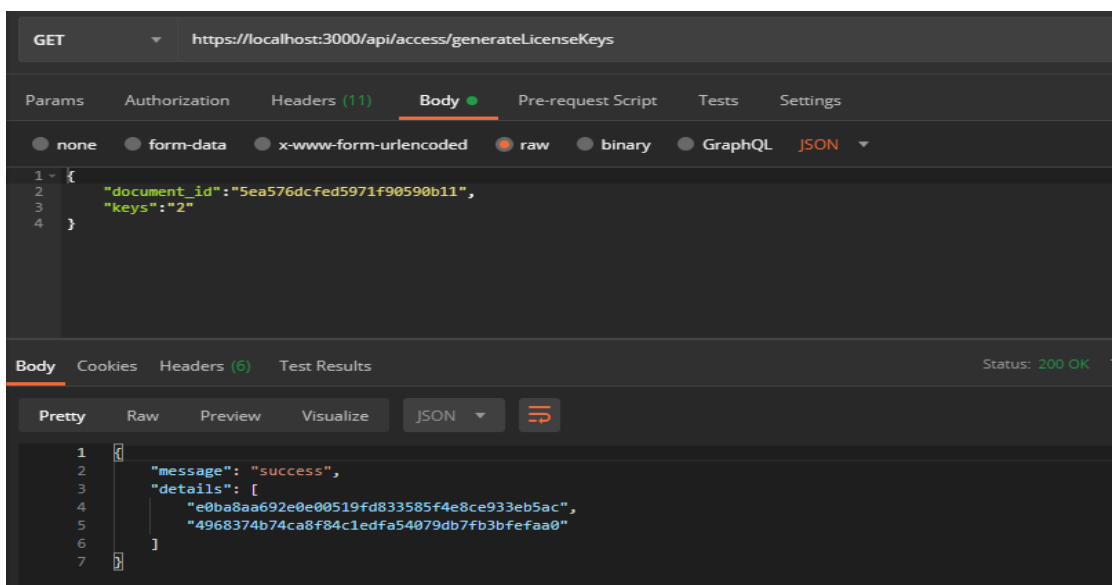 GET https://localhost:3000/api/access/generateLicenseKeys
Params Authorization Headers (11) Body Pre-request Script Tests Settings
none form-data x-www-form-urlencoded raw binary GraphQL JSON
1 {
2 "document_id":"5ea576dcfed5971f90590b11",
3 "keys":"2"
4 }
Body Cookies Headers (6) Test Results Status: 200 OK
Pretty Raw Preview Visualize JSON
1 {
2 "message": "success",
3 "details": [
4 "e0ba8aa692e0e00519fd833585f4e8ce933eb5ac",
5 "4968374b74ca8f84c1edfa54079db7fb3bfefaa0"
6 ]
7 }